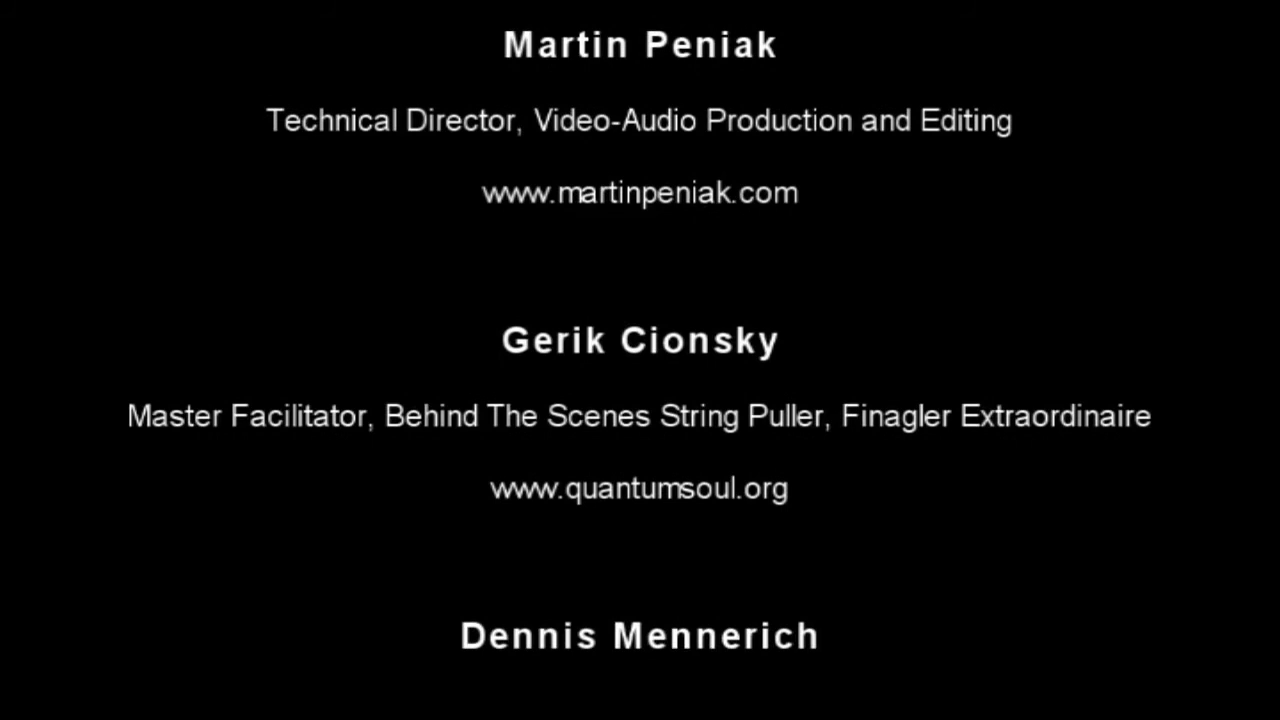 Martin Peniak
Technical Director, Video-Audio Production and Editing
www.martinpeniak.com
Gerik Cionsky
Master Facilitator, Behind The Scenes String Puller, Finagler Extraordinaire
www.quantumsoul.org
Dennis Mennerich